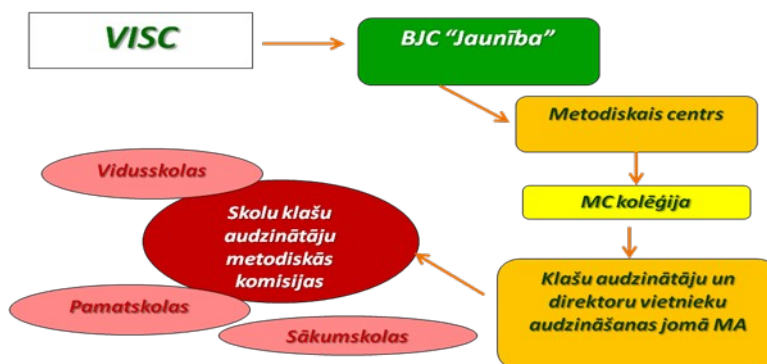 VISC
BJC “Jaunība”
Metodiskais centrs
MC kolēģija
Klašu audzinātāju un
direktoru vietnieku
audzināšanas jomā MA
Skolu klašu
audzinātāju
metodiskās
komisijas
Vidusskolas
Pamatskolas
Sākumskolas